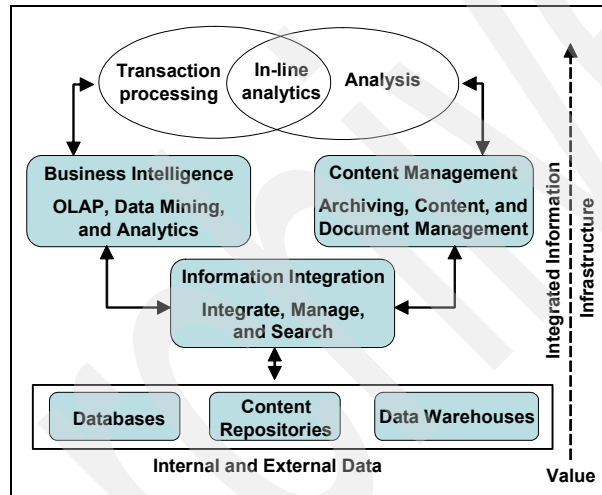 Transaction
processing
In-line
analytics
Analysis
Business Intelligence
OLAP, Data Mining,
and Analytics
Content Management
Archiving, Content, and
Document Management
Information Integration
Integrate, Manage,
and Search
Databases
Content
Repositories
Data Warehouses
Internal and External Data
Integrated Information
Infrastructure
Value